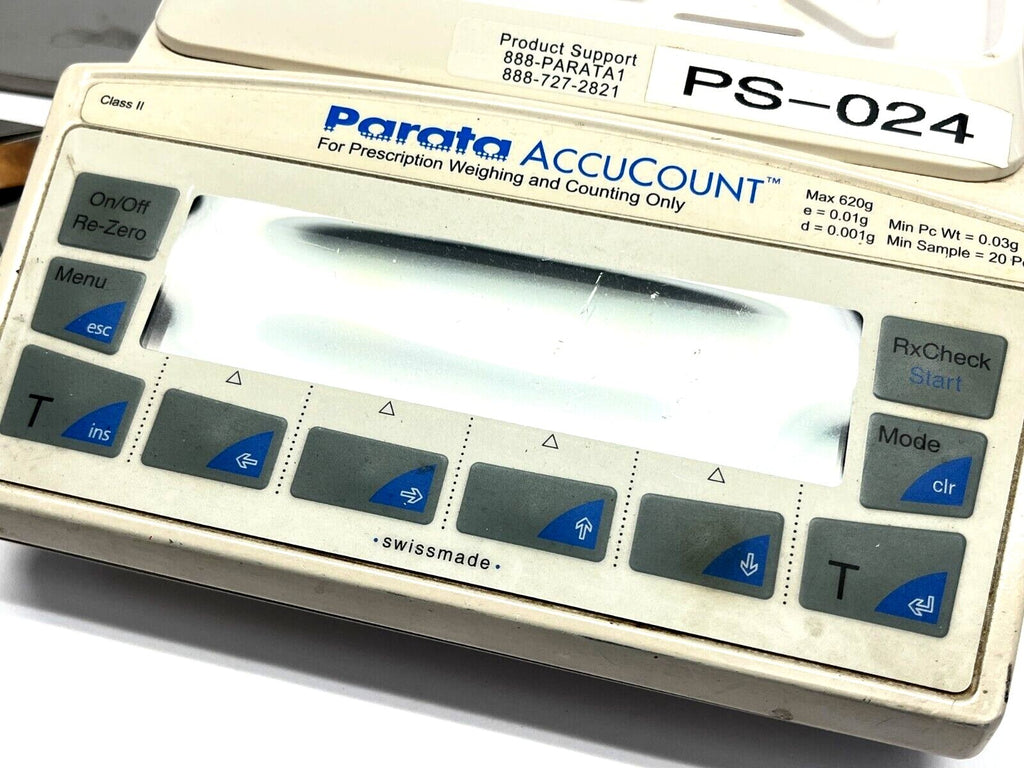 Product Support
888-PARATA1
888-727-2821
PS-024
Class II
Parata ACCUCOUNT™
For Prescription Weighing and Counting Only
Max 620g
e = 0.01g Min Pc Wt = 0.03g
d = 0.001g Min Sample = 20
On/Off
Re-Zero
Menu
esc
T
ins
RxCheck
Start
Mode
clr
T
swissmade